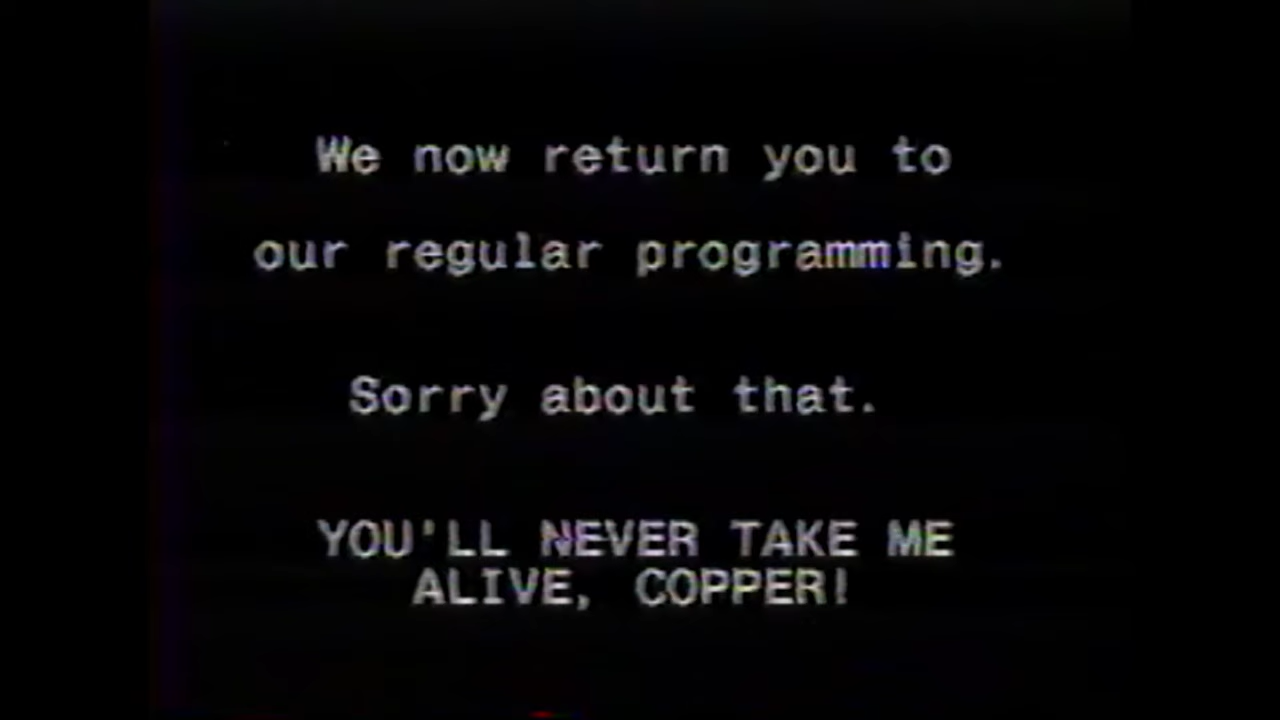 We now return you to
our regular programming.
Sorry about that.
YOU'LL NEVER TAKE ME
ALIVE, COPPER!